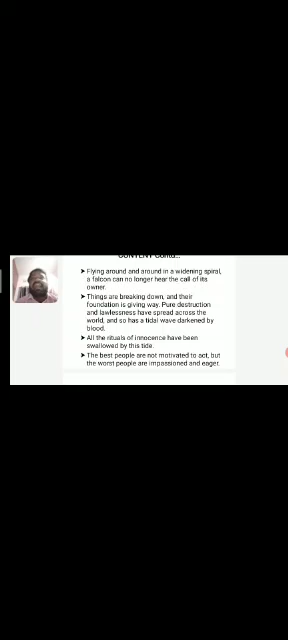 CONTENT Contd...
➤ Flying around and around in a widening spiral,
a falcon can no longer hear the call of its
owner.
➤ Things are breaking down, and their
foundation is giving way. Pure destruction
and lawlessness have spread across the
world, and so has a tidal wave darkened by
blood.
➤ All the rituals of innocence have been
swallowed by this tide.
➤ The best people are not motivated to act, but
the worst people are impassioned and eager.